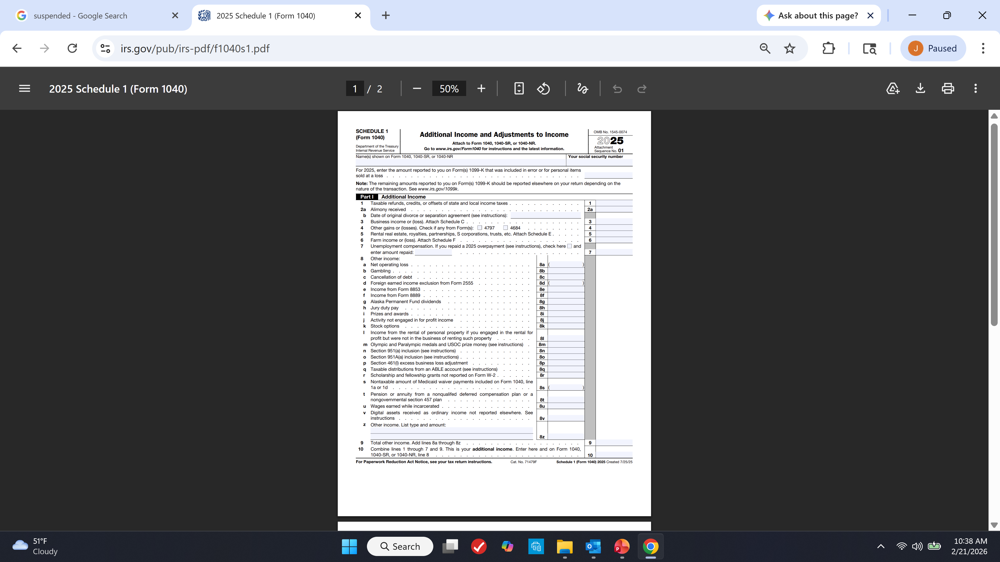 suspended - Google Search
2025 Schedule 1 (Form 1040)
Ask about this page?
irs.gov/pub/irs-pdf/f1040s1.pdf
J Paused
2025 Schedule 1 (Form 1040)
1 / 2
50%
SCHEDULE 1
(Form 1040)
Department of the Treasury
Internal Revenue Service
Additional Income and Adjustments to Income
Attach to Form 1040, 1040-SR, or 1040-NR.
Go to www.irs.gov/Form1040 for instructions and the latest information.
OMB No. 1545-0074
2025
Attachment
Sequence No. 01
Name(s) shown on Form 1040, 1040-SR, or 1040-NR
Your social security number
For 2025, enter the amount reported to you on Form(s) 1099-K that was included in error or for personal items
sold at a loss
Note: The remaining amounts reported to you on Form(s) 1099-K should be reported elsewhere on your return depending on the
nature of the transaction. See www.irs.gov/1099k.
Part I Additional Income
1 Taxable refunds, credits, or offsets of state and local income taxes 1
2a Alimony received 2a
b Date of original divorce or separation agreement (see instructions):
3 Business income or (loss). Attach Schedule C 3
4 Other gains or (losses). Check if any from Form(s): 4797 4684 4
5 Rental real estate, royalties, partnerships, S corporations, trusts, etc. Attach Schedule E 5
6 Farm income or (loss). Attach Schedule F 6
7 Unemployment compensation. If you repaid a 2025 overpayment (see instructions), check here and
enter amount repaid: 7
8 Other income:
a Net operating loss 8a ( )
b Gambling 8b
c Cancellation of debt 8c
d Foreign earned income exclusion from Form 2555 8d ( )
e Income from Form 8853 8e
f Income from Form 8889 8f
g Alaska Permanent Fund dividends 8g
h Jury duty pay 8h
i Prizes and awards 8i
j Activity not engaged in for profit income 8j
k Stock options 8k
l Income from the rental of personal property if you engaged in the rental for
profit but were not in the business of renting such property 8l
m Olympic and Paralympic medals and USOC prize money (see instructions) 8m
n Section 951(a) inclusion (see instructions) 8n
o Section 951A(a) inclusion (see instructions) 8o
p Section 461(l) excess business loss adjustment 8p
q Taxable distributions from an ABLE account (see instructions) 8q
r Scholarship and fellowship grants not reported on Form W-2 8r
s Nontaxable amount of Medicaid waiver payments included on Form 1040, line
1a or 1d 8s ( )
t Pension or annuity from a nonqualifed deferred compensation plan or a
nongovernmental section 457 plan 8t
u Wages earned while incarcerated 8u
v Digital assets received as ordinary income not reported elsewhere. See
instructions 8v
z Other income. List type and amount:
8z
9 Total other income. Add lines 8a through 8z 9
10 Combine lines 1 through 7 and 9. This is your additional income. Enter here and on Form 1040,
1040-SR, or 1040-NR, line 8 10
For Paperwork Reduction Act Notice, see your tax return instructions. Cat. No. 71479F Schedule 1 (Form 1040) 2025 Created 7/25/25
51°F
Cloudy
Search
10:38 AM
2/21/2026